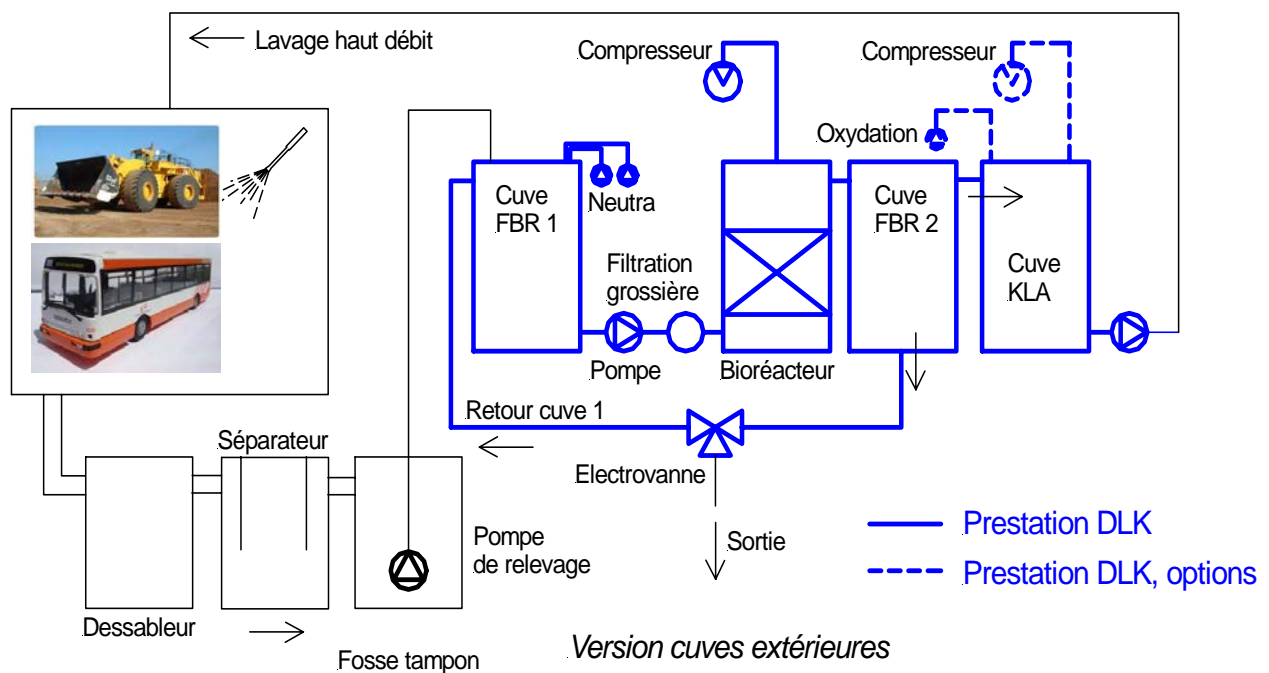 Lavage haut débit
Compresseur
Compresseur
Oxydation
Cuve
FBR 1
Neutra
Cuve
FBR 2
Cuve
KLA
Filtration
grossière
Pompe
Bioréacteur
Retour cuve 1
Electrovanne
Séparateur
Pompe
de relevage
Sortie
Dessableur
Fosse tampon
Prestation DLK
Prestation DLK, options
Version cuves extérieures